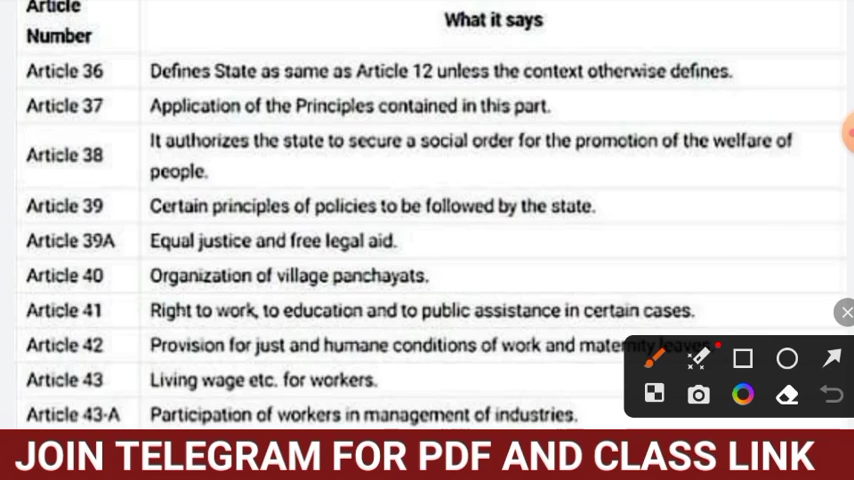 Article
What it says
Number
Article 36 Defines State as same as Article 12 unless the context otherwise defines.
Article 37 Application of the Principles contained in this part.
Article 38 It authorizes the state to secure a social order for the promotion of the welfare of
people.
Article 39 Certain principles of policies to be followed by the state.
Article 39A Equal justice and free legal aid.
Article 40 Organization of village panchayats.
Article 41 Right to work, to education and to public assistance in certain cases.
Article 42 Provision for just and humane conditions of work and maternity leaves.
Article 43 Living wage etc. for workers.
Article 43-A Participation of workers in management of industries.
JOIN TELEGRAM FOR PDF AND CLASS LINK